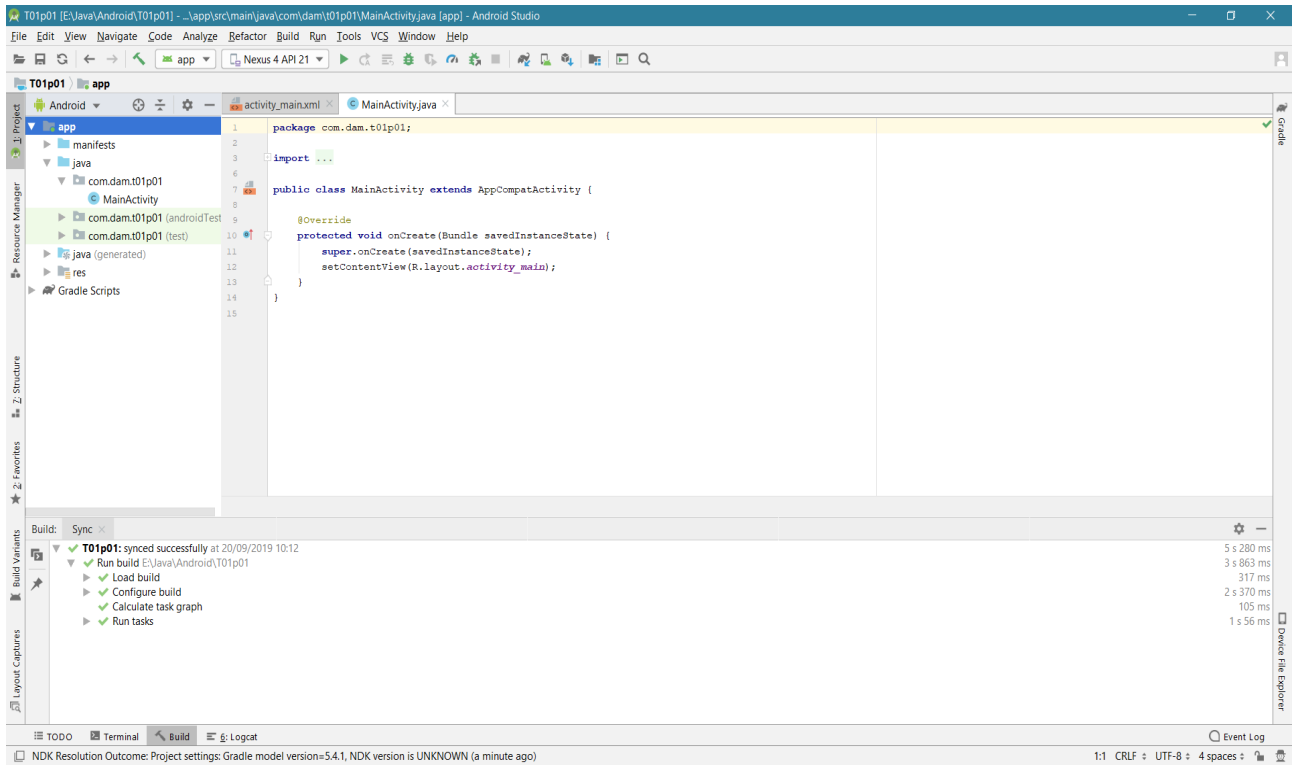 T01p01 [E:\Java\Android\T01p01] - ...\app\src\main\java\com\dam\t01p01\MainActivity.java [app] - Android Studio
File Edit View Navigate Code Analyze Refactor Build Run Tools VCS Window Help
app Nexus 4 API 21
T01p01 app
Android activity_main.xml MainActivity.java
1: Project
Resource Manager
Z: Structure
2: Favorites
Build Variants
Layout Captures
app
manifests
java
com.dam.t01p01
MainActivity
com.dam.t01p01 (androidTest
com.dam.t01p01 (test)
java (generated)
res
Gradle Scripts
1 package com.dam.t01p01;
2
3 import ...
6
7 public class MainActivity extends AppCompatActivity {
8
9 @Override
10 protected void onCreate(Bundle savedInstanceState) {
11 super.onCreate(savedInstanceState);
12 setContentView(R.layout.activity_main);
13 }
14 }
15
Gradle
Device File Explorer
Build: Sync
T01p01: synced successfully at 20/09/2019 10:12 5 s 280 ms
Run build E:\Java\Android\T01p01 3 s 863 ms
Load build 317 ms
Configure build 2 s 370 ms
Calculate task graph 105 ms
Run tasks 1 s 56 ms
TODO Terminal Build 6: Logcat Event Log
NDK Resolution Outcome: Project settings: Gradle model version=5.4.1, NDK version is UNKNOWN (a minute ago) 1:1 CRLF UTF-8 4 spaces